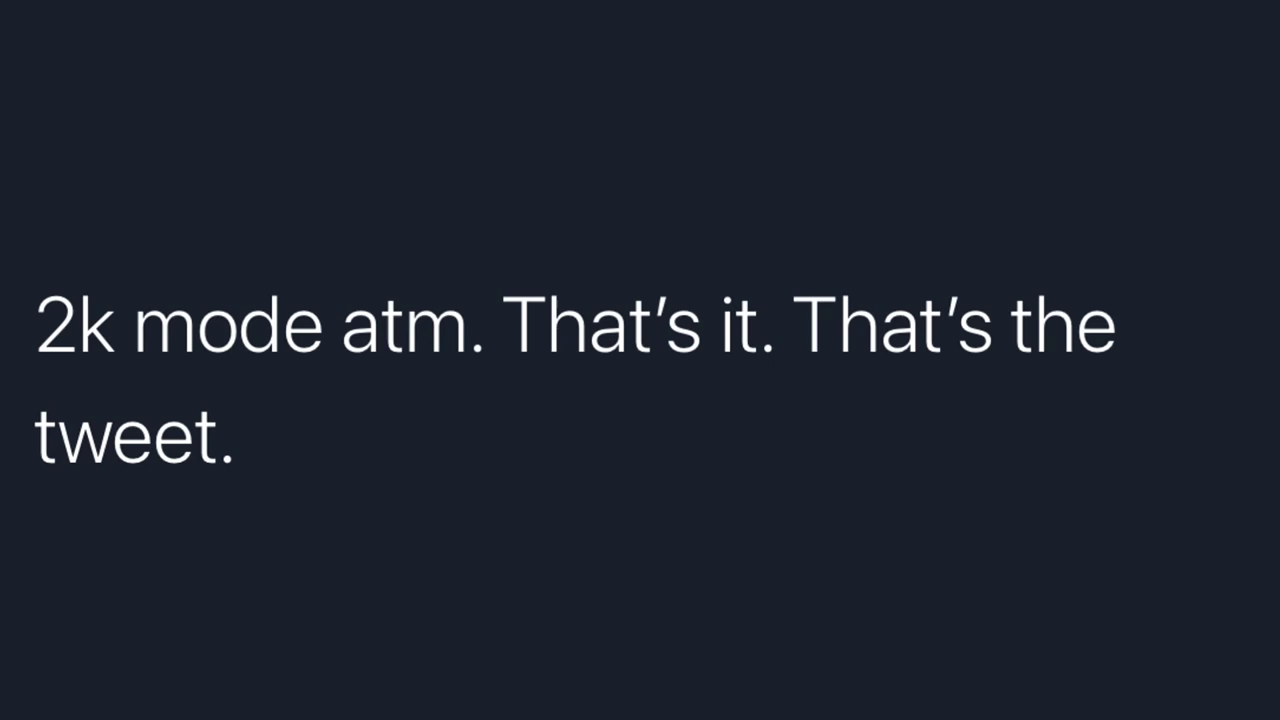 2k mode atm. That’s it. That’s the
tweet.